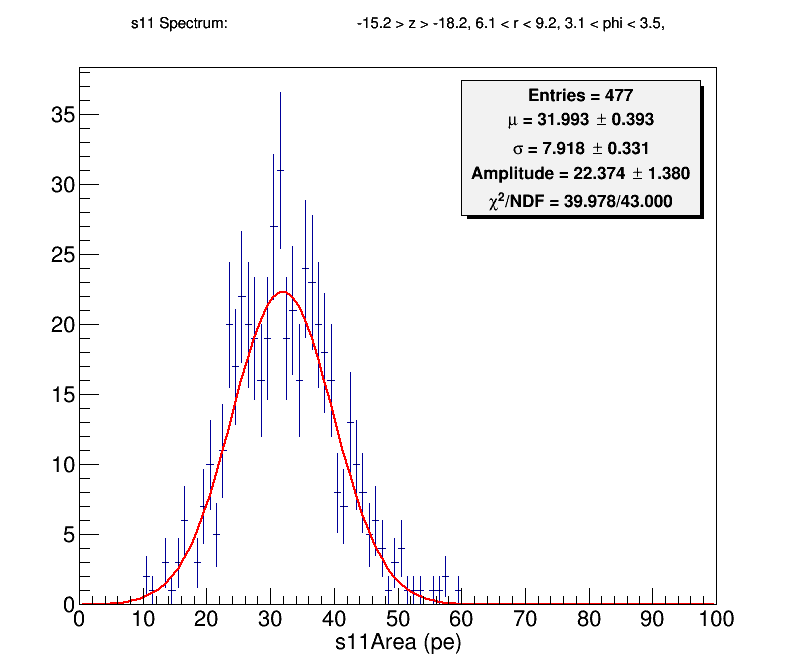 s11 Spectrum: -15.2 > z > -18.2, 6.1 < r < 9.2, 3.1 < phi < 3.5,
Entries = 477
μ = 31.993 ± 0.393
σ = 7.918 ± 0.331
Amplitude = 22.374 ± 1.380
χ²/NDF = 39.978/43.000
35
30
25
20
15
10
5
0
0 10 20 30 40 50 60 70 80 90 100
s11Area (pe)